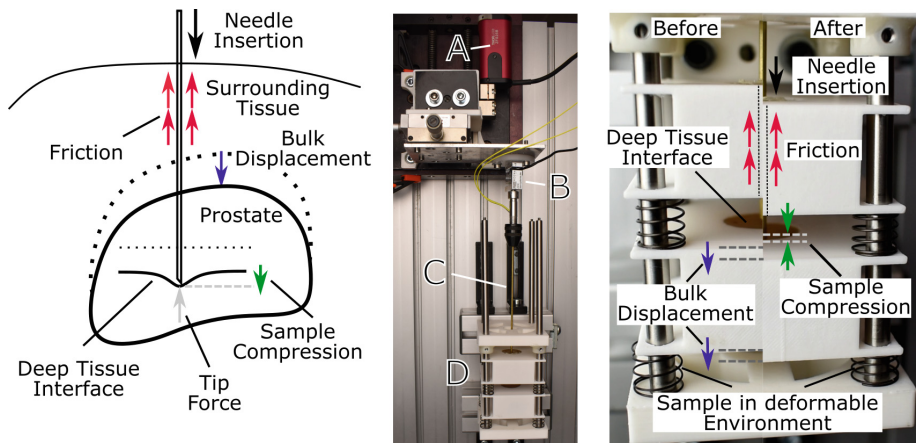 Needle
Insertion
Surrounding
Tissue
Friction
Bulk
Displacement
Prostate
Deep Tissue
Interface
Tip
Force
Sample
Compression
A
B
C
D
Before
After
Needle
Insertion
Deep Tissue
Interface
Friction
Bulk
Displacement
Sample
Compression
Sample in deformable
Environment